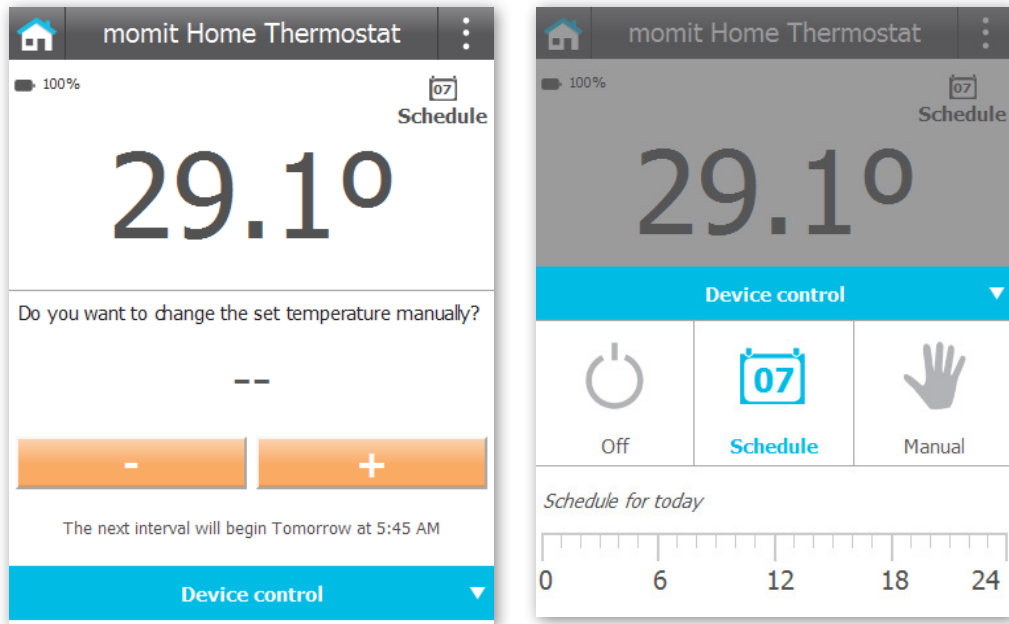 momit Home Thermostat
100%
07
Schedule
29.1º
Do you want to change the set temperature manually?
--
- +
The next interval will begin Tomorrow at 5:45 AM
Device control
momit Home Thermostat
100%
07
Schedule
29.1º
Device control
07
Off Schedule Manual
Schedule for today
0 6 12 18 24